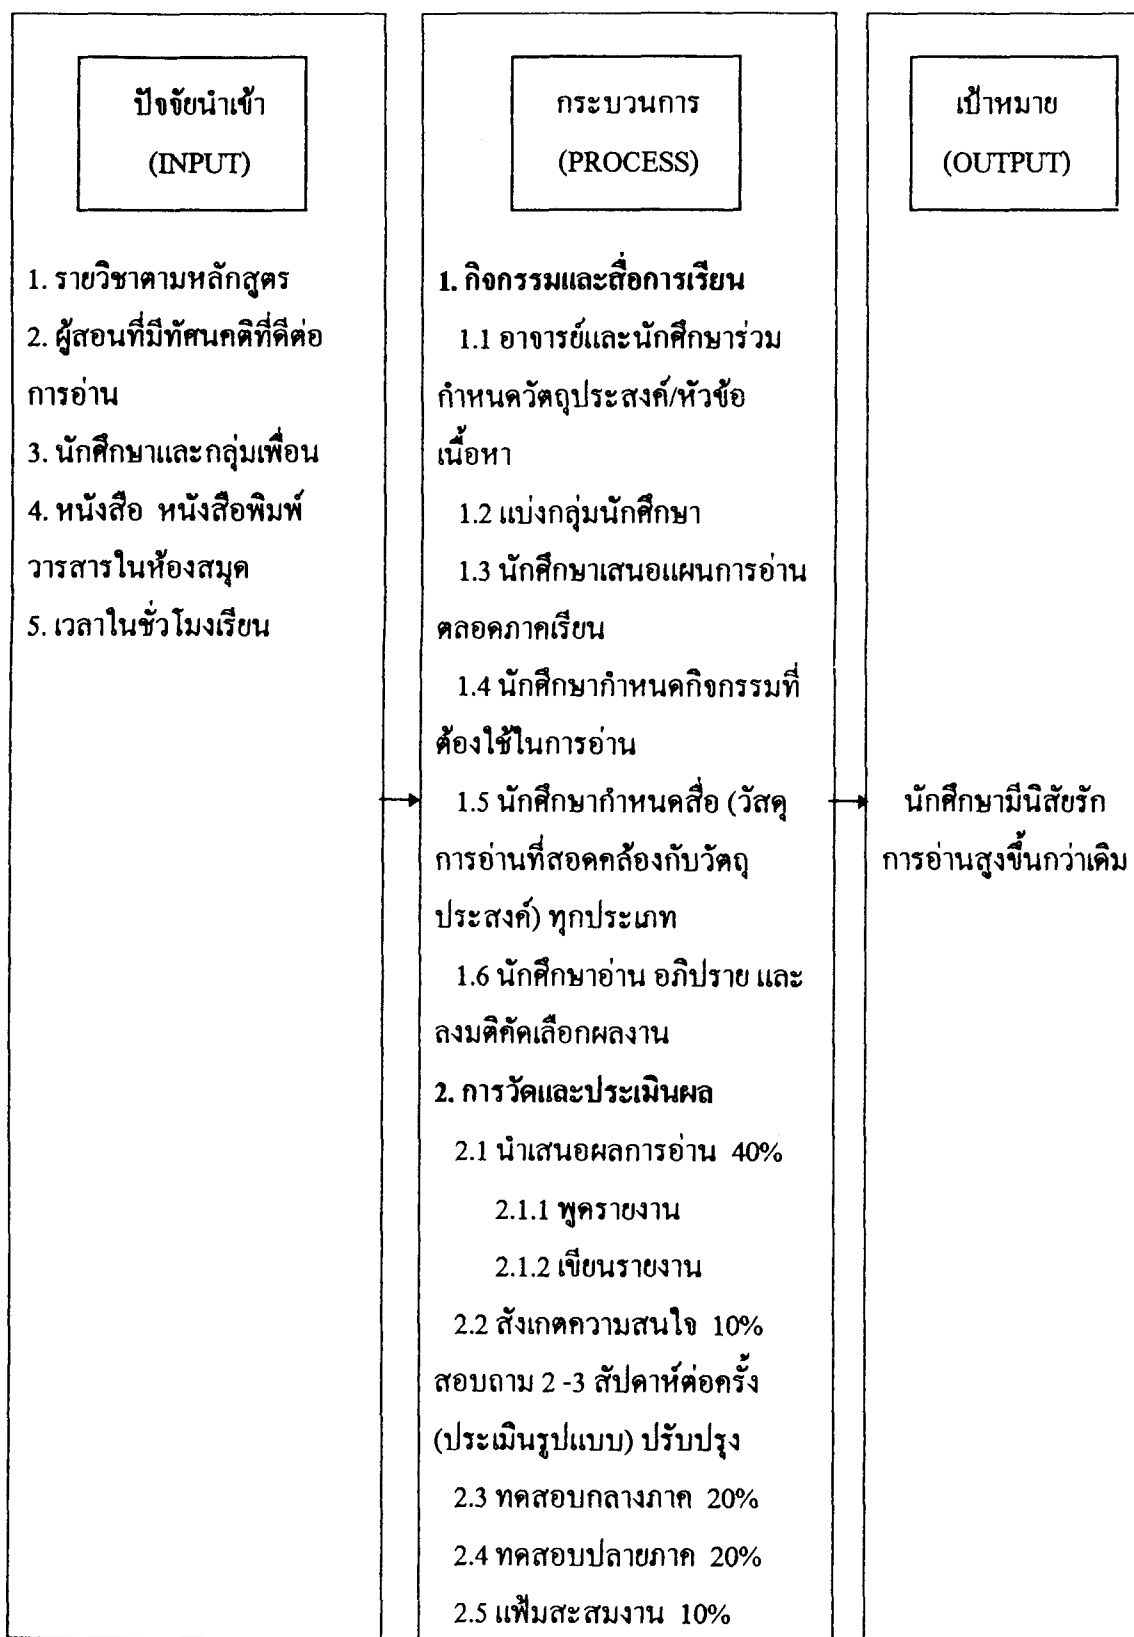 ปัจจัยนำเข้า
(INPUT)
1. รายวิชาตามหลักสูตร
2. ผู้สอนที่มีทัศนคติที่ดีต่อ
การอ่าน
3. นักศึกษาและกลุ่มเพื่อน
4. หนังสือ หนังสือพิมพ์
วารสารในห้องสมุด
5. เวลาในชั่วโมงเรียน
กระบวนการ
(PROCESS)
1. กิจกรรมและสื่อการเรียน
1.1 อาจารย์และนักศึกษาร่วม
กำหนดวัตถุประสงค์/หัวข้อ
เนื้อหา
1.2 แบ่งกลุ่มนักศึกษา
1.3 นักศึกษาเสนอแผนการอ่าน
ตลอดภาคเรียน
1.4 นักศึกษากำหนดกิจกรรมที่
ต้องใช้ในการอ่าน
1.5 นักศึกษากำหนดสื่อ (วัสดุ
การอ่านที่สอดคล้องกับวัตถุ
ประสงค์) ทุกประเภท
1.6 นักศึกษาอ่าน อภิปราย และ
ลงมติคัดเลือกผลงาน
2. การวัดและประเมินผล
2.1 นำเสนอผลการอ่าน 40%
2.1.1 พูดรายงาน
2.1.2 เขียนรายงาน
2.2 สังเกตความสนใจ 10%
สอบถาม 2 -3 สัปดาห์ต่อครั้ง
(ประเมินรูปแบบ) ปรับปรุง
2.3 ทดสอบกลางภาค 20%
2.4 ทดสอบปลายภาค 20%
2.5 แฟ้มสะสมงาน 10%
เป้าหมาย
(OUTPUT)
นักศึกษามีนิสัยรัก
การอ่านสูงขึ้นกว่าเดิม